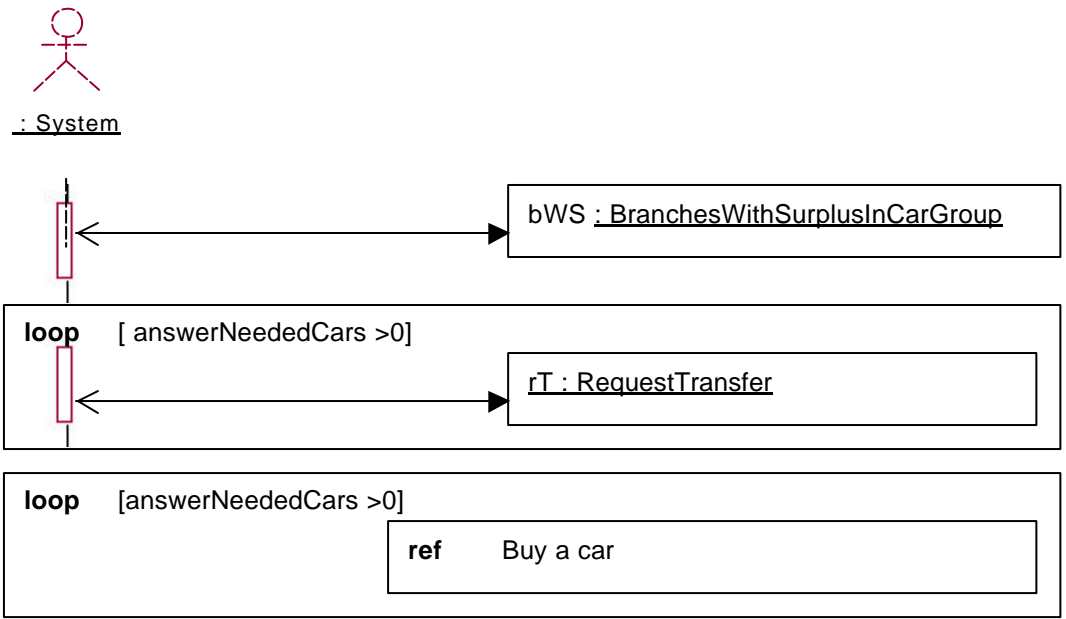 : System
bWS : BranchesWithSurplusInCarGroup
loop [ answerNeededCars >0]
rT : RequestTransfer
loop [answerNeededCars >0]
ref Buy a car